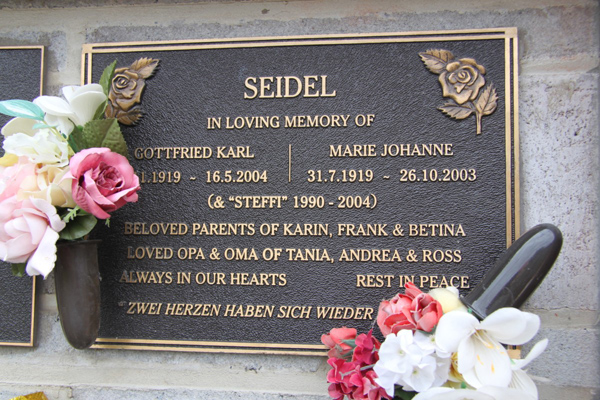 SEIDEL
IN LOVING MEMORY OF
GOTTFRIED KARL MARIE JOHANNE
.1.1919 - 16.5.2004 31.7.1919 - 26.10.2003
(& "STEFFI" 1990 - 2004)
BELOVED PARENTS OF KARIN, FRANK & BETINA
LOVED OPA & OMA OF TANIA, ANDREA & ROSS
ALWAYS IN OUR HEARTS REST IN PEACE
ZWEI HERZEN HABEN SICH WIEDER